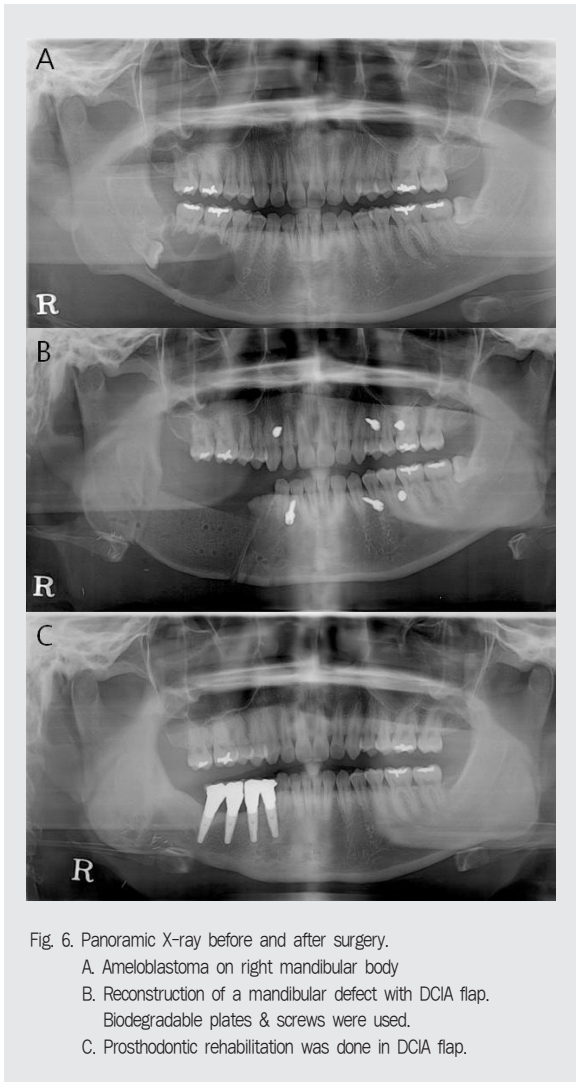 A
R
B
R
C
R
Fig. 6. Panoramic X-ray before and after surgery.
A. Ameloblastoma on right mandibular body
B. Reconstruction of a mandibular defect with DCIA flap.
Biodegradable plates & screws were used.
C. Prosthodontic rehabilitation was done in DCIA flap.